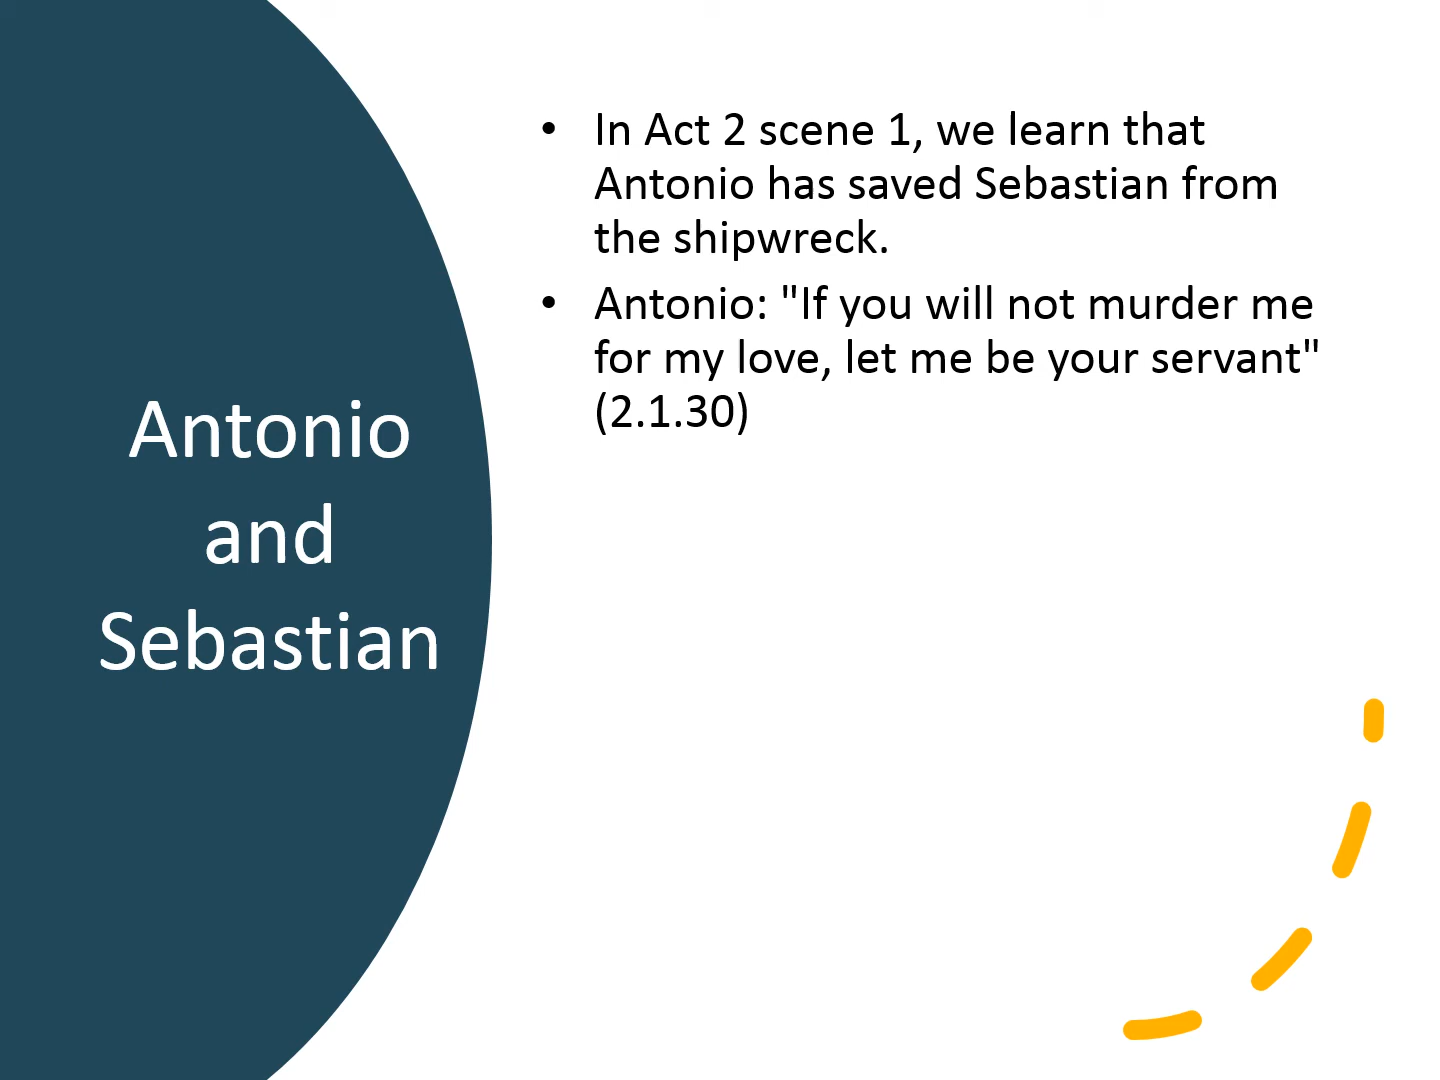 Antonio
and
Sebastian
• In Act 2 scene 1, we learn that
Antonio has saved Sebastian from
the shipwreck.
• Antonio: "If you will not murder me
for my love, let me be your servant"
(2.1.30)